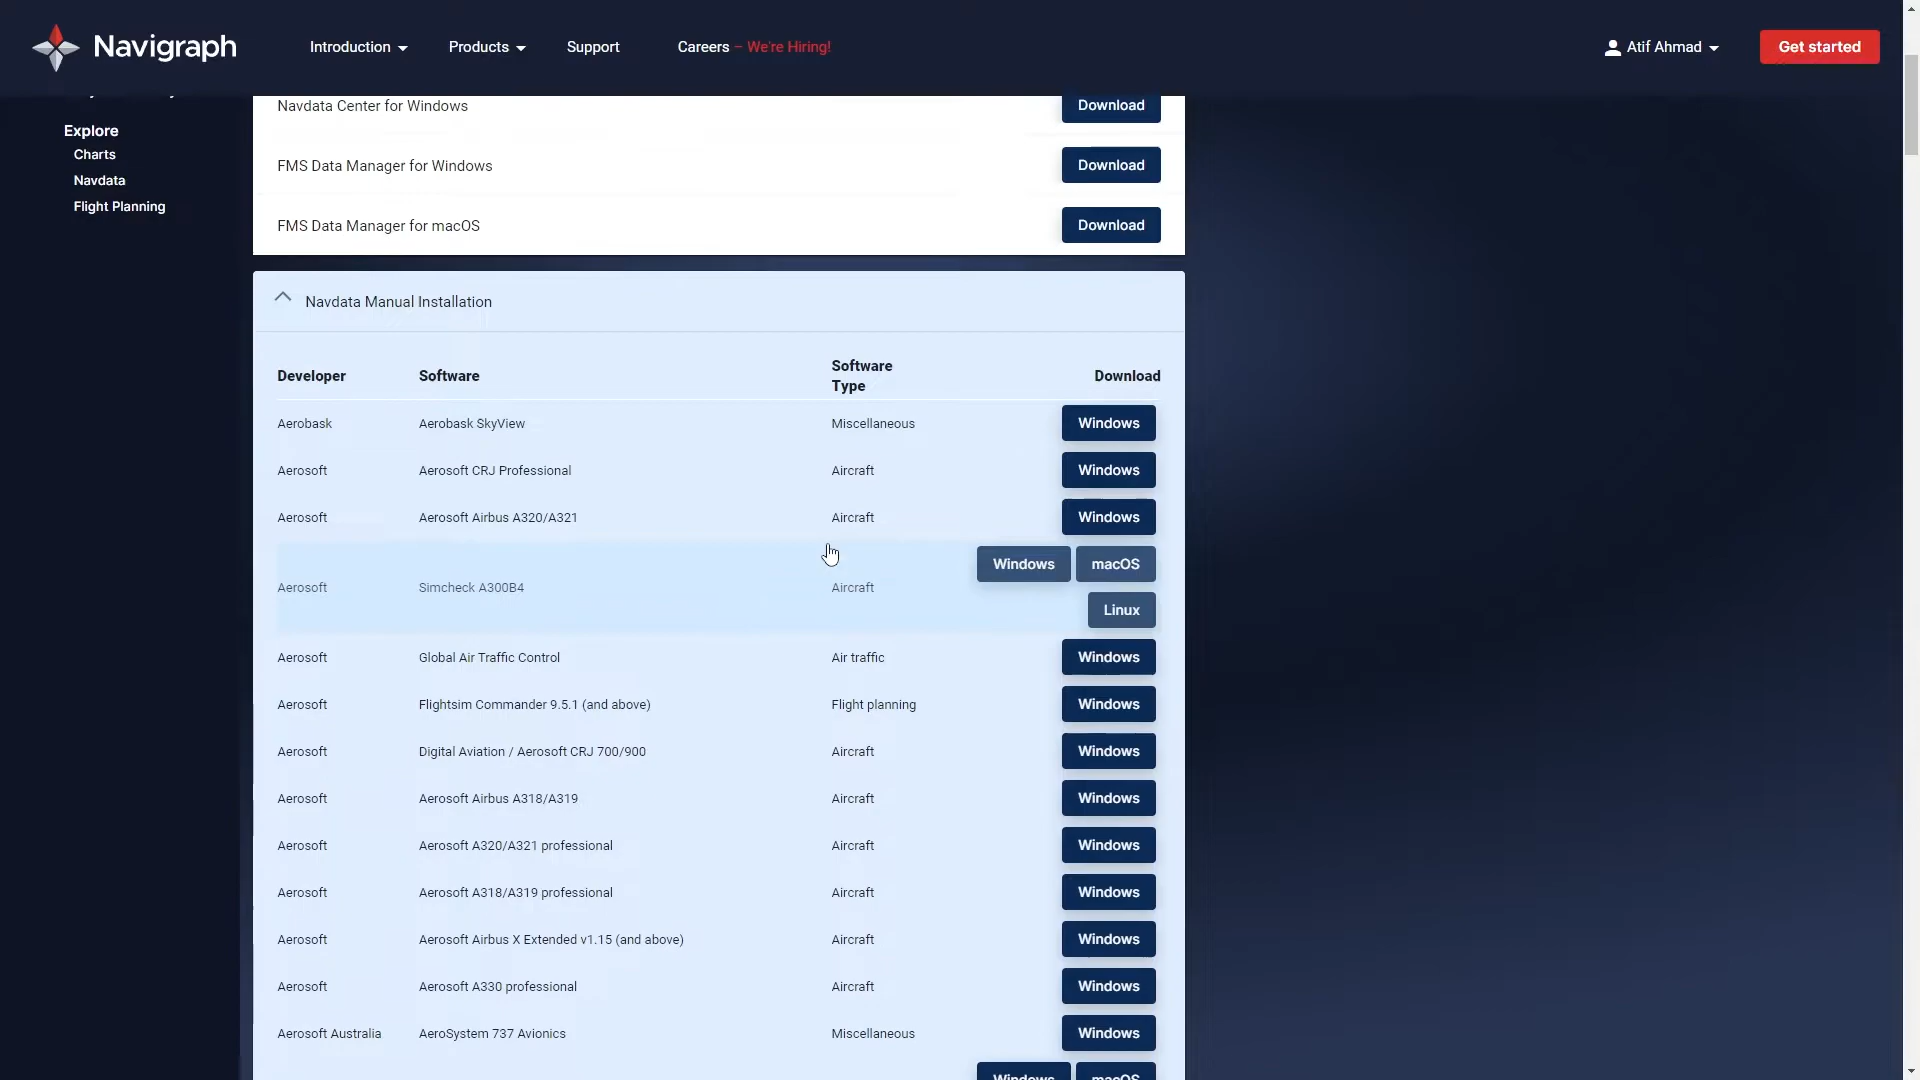 Navigraph
Introduction
Products
Support
Careers – We're Hiring!
Atif Ahmad
Get started
Explore
Charts
Navdata
Flight Planning
Navdata Center for Windows Download
FMS Data Manager for Windows Download
FMS Data Manager for macOS Download
Navdata Manual Installation
Developer Software Software Type Download
Aerobask Aerobask SkyView Miscellaneous Windows
Aerosoft Aerosoft CRJ Professional Aircraft Windows
Aerosoft Aerosoft Airbus A320/A321 Aircraft Windows
Aerosoft Simcheck A300B4 Aircraft Windows macOS
Linux
Aerosoft Global Air Traffic Control Air traffic Windows
Aerosoft Flightsim Commander 9.5.1 (and above) Flight planning Windows
Aerosoft Digital Aviation / Aerosoft CRJ 700/900 Aircraft Windows
Aerosoft Aerosoft Airbus A318/A319 Aircraft Windows
Aerosoft Aerosoft A320/A321 professional Aircraft Windows
Aerosoft Aerosoft A318/A319 professional Aircraft Windows
Aerosoft Aerosoft Airbus X Extended v1.15 (and above) Aircraft Windows
Aerosoft Aerosoft A330 professional Aircraft Windows
Aerosoft Australia AeroSystem 737 Avionics Miscellaneous Windows
Windows macOS